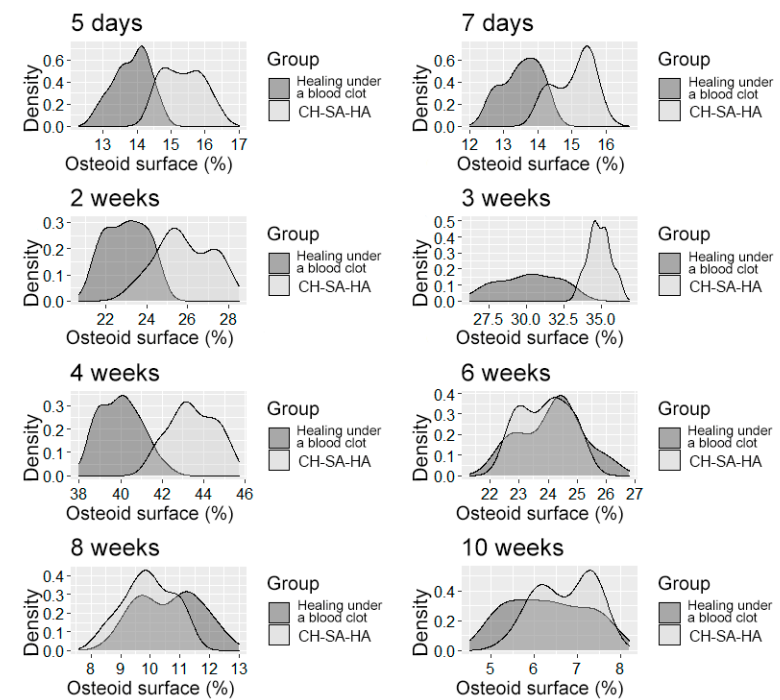 5 days
0.6
0.4
0.2
0.0
Density
13 14 15 16 17
Osteoid surface (%)
Group
Healing under
a blood clot
CH-SA-HA
7 days
0.6
0.4
0.2
0.0
Density
12 13 14 15 16
Osteoid surface (%)
Group
Healing under
a blood clot
CH-SA-HA
2 weeks
0.3
0.2
0.1
0.0
Density
22 24 26 28
Osteoid surface (%)
Group
Healing under
a blood clot
CH-SA-HA
3 weeks
0.5
0.4
0.3
0.2
0.1
0.0
Density
27.5 30.0 32.5 35.0
Osteoid surface (%)
Group
Healing under
a blood clot
CH-SA-HA
4 weeks
0.3
0.2
0.1
0.0
Density
38 40 42 44 46
Osteoid surface (%)
Group
Healing under
a blood clot
CH-SA-HA
6 weeks
0.4
0.3
0.2
0.1
0.0
Density
22 23 24 25 26 27
Osteoid surface (%)
Group
Healing under
a blood clot
CH-SA-HA
8 weeks
0.4
0.3
0.2
0.1
0.0
Density
8 9 10 11 12 13
Osteoid surface (%)
Group
Healing under
a blood clot
CH-SA-HA
10 weeks
0.4
0.2
0.0
Density
5 6 7 8
Osteoid surface (%)
Group
Healing under
a blood clot
CH-SA-HA